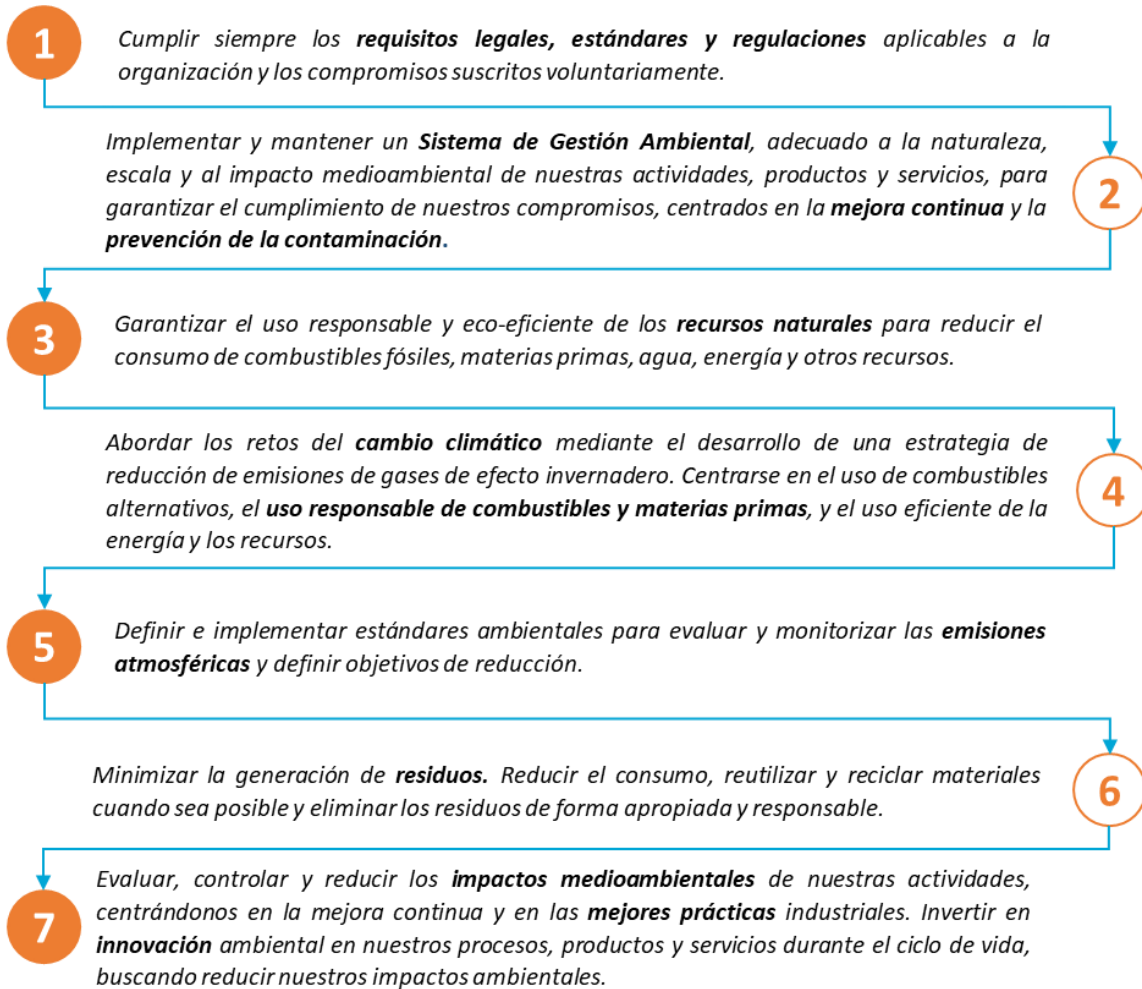 1
Cumplir siempre los requisitos legales, estándares y regulaciones aplicables a la
organización y los compromisos suscritos voluntariamente.
Implementar y mantener un Sistema de Gestión Ambiental, adecuado a la naturaleza,
escala y al impacto medioambiental de nuestras actividades, productos y servicios, para
garantizar el cumplimiento de nuestros compromisos, centrados en la mejora continua y la
prevención de la contaminación.
2
3
Garantizar el uso responsable y eco-eficiente de los recursos naturales para reducir el
consumo de combustibles fósiles, materias primas, agua, energía y otros recursos.
Abordar los retos del cambio climático mediante el desarrollo de una estrategia de
reducción de emisiones de gases de efecto invernadero. Centrarse en el uso de combustibles
alternativos, el uso responsable de combustibles y materias primas, y el uso eficiente de la
energía y los recursos.
4
5
Definir e implementar estándares ambientales para evaluar y monitorizar las emisiones
atmosféricas y definir objetivos de reducción.
Minimizar la generación de residuos. Reducir el consumo, reutilizar y reciclar materiales
cuando sea posible y eliminar los residuos de forma apropiada y responsable.
6
7
Evaluar, controlar y reducir los impactos medioambientales de nuestras actividades,
centrándonos en la mejora continua y en las mejores prácticas industriales. Invertir en
innovación ambiental en nuestros procesos, productos y servicios durante el ciclo de vida,
buscando reducir nuestros impactos ambientales.